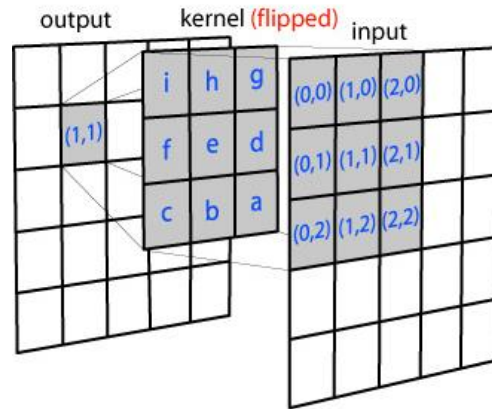 output
kernel (flipped)
input
i h g
f e d
c b a
(1,1)
(0,0) (1,0) (2,0)
(0,1) (1,1) (2,1)
(0,2) (1,2) (2,2)